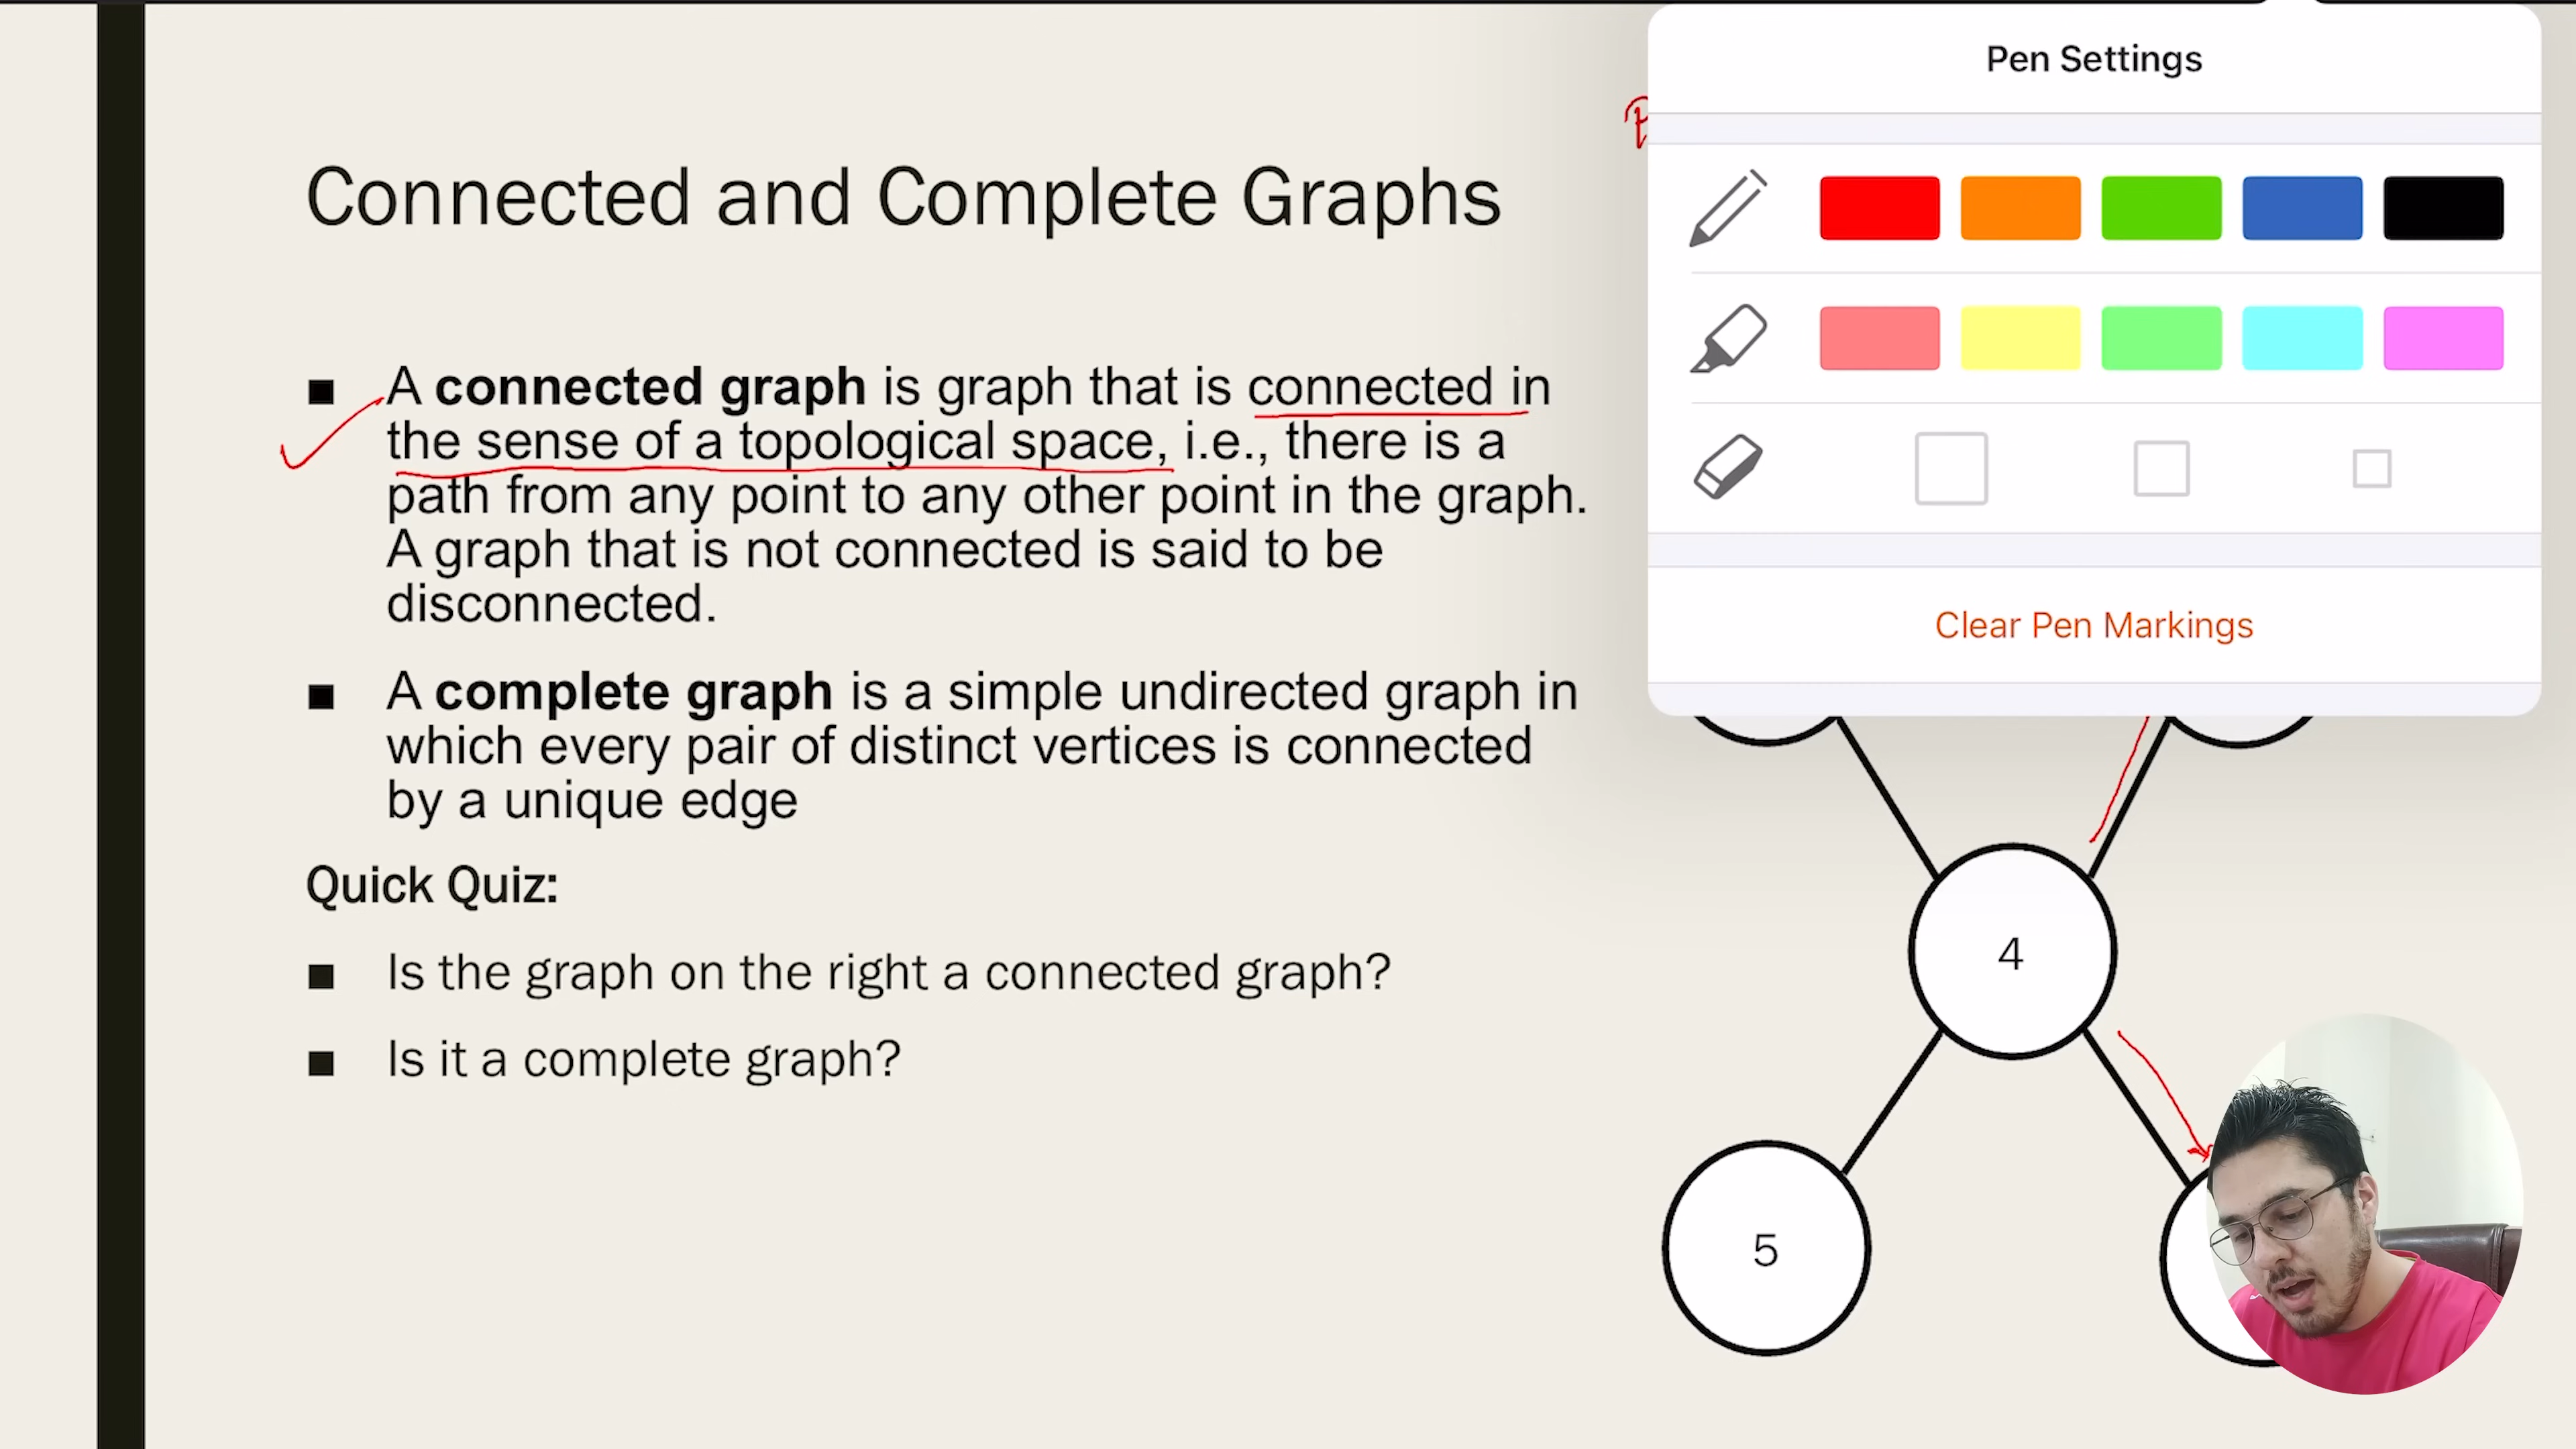 Connected and Complete Graphs
■ A connected graph is graph that is connected in
the sense of a topological space, i.e., there is a
path from any point to any other point in the graph.
A graph that is not connected is said to be
disconnected.
■ A complete graph is a simple undirected graph in
which every pair of distinct vertices is connected
by a unique edge
Quick Quiz:
■ Is the graph on the right a connected graph?
■ Is it a complete graph?
Pen Settings
Clear Pen Markings
4
5